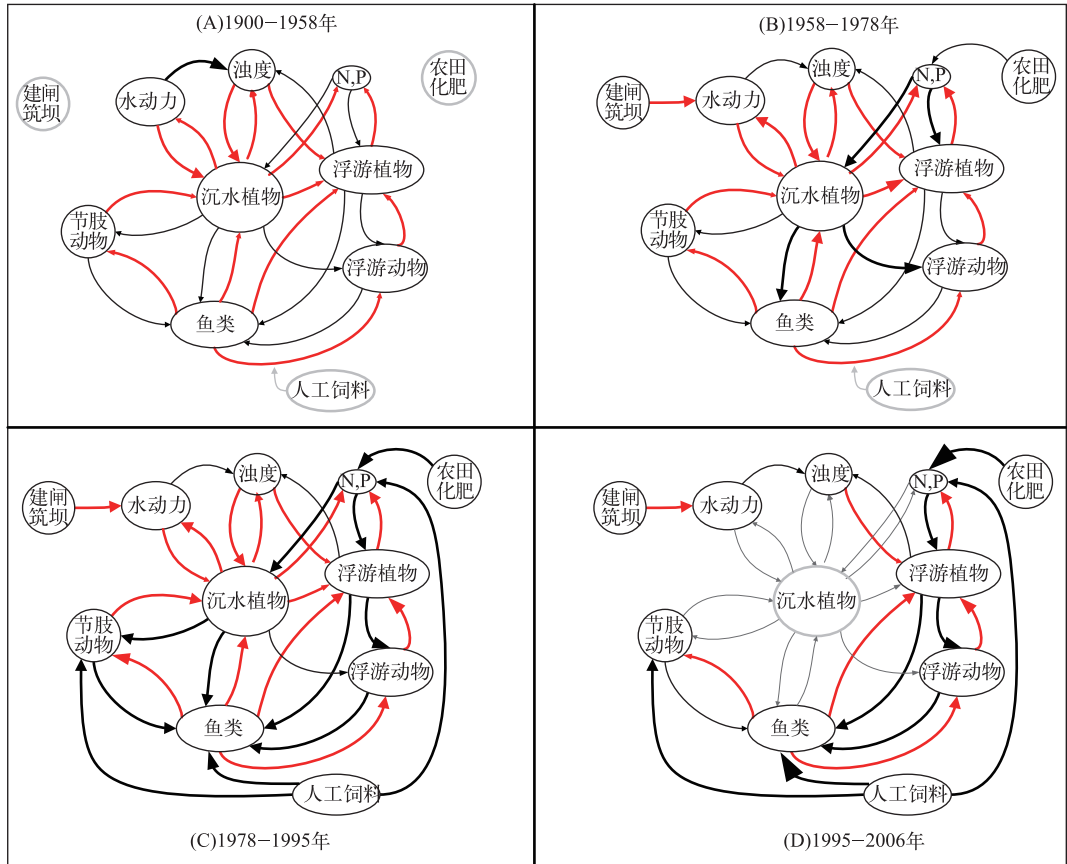 (A)1900−1958年
浊度
N,P
农田
化肥
建闸
筑坝
水动力
浮游植物
沉水植物
节肢
动物
浮游动物
鱼类
人工饲料
(B)1958−1978年
浊度
N,P
农田
化肥
建闸
筑坝
水动力
浮游植物
沉水植物
节肢
动物
浮游动物
鱼类
人工饲料
浊度
N,P
农田
化肥
建闸
筑坝
水动力
浮游植物
沉水植物
节肢
动物
浮游动物
鱼类
人工饲料
(C)1978−1995年
浊度
N,P
农田
化肥
建闸
筑坝
水动力
浮游植物
沉水植物
节肢
动物
浮游动物
鱼类
人工饲料
(D)1995−2006年